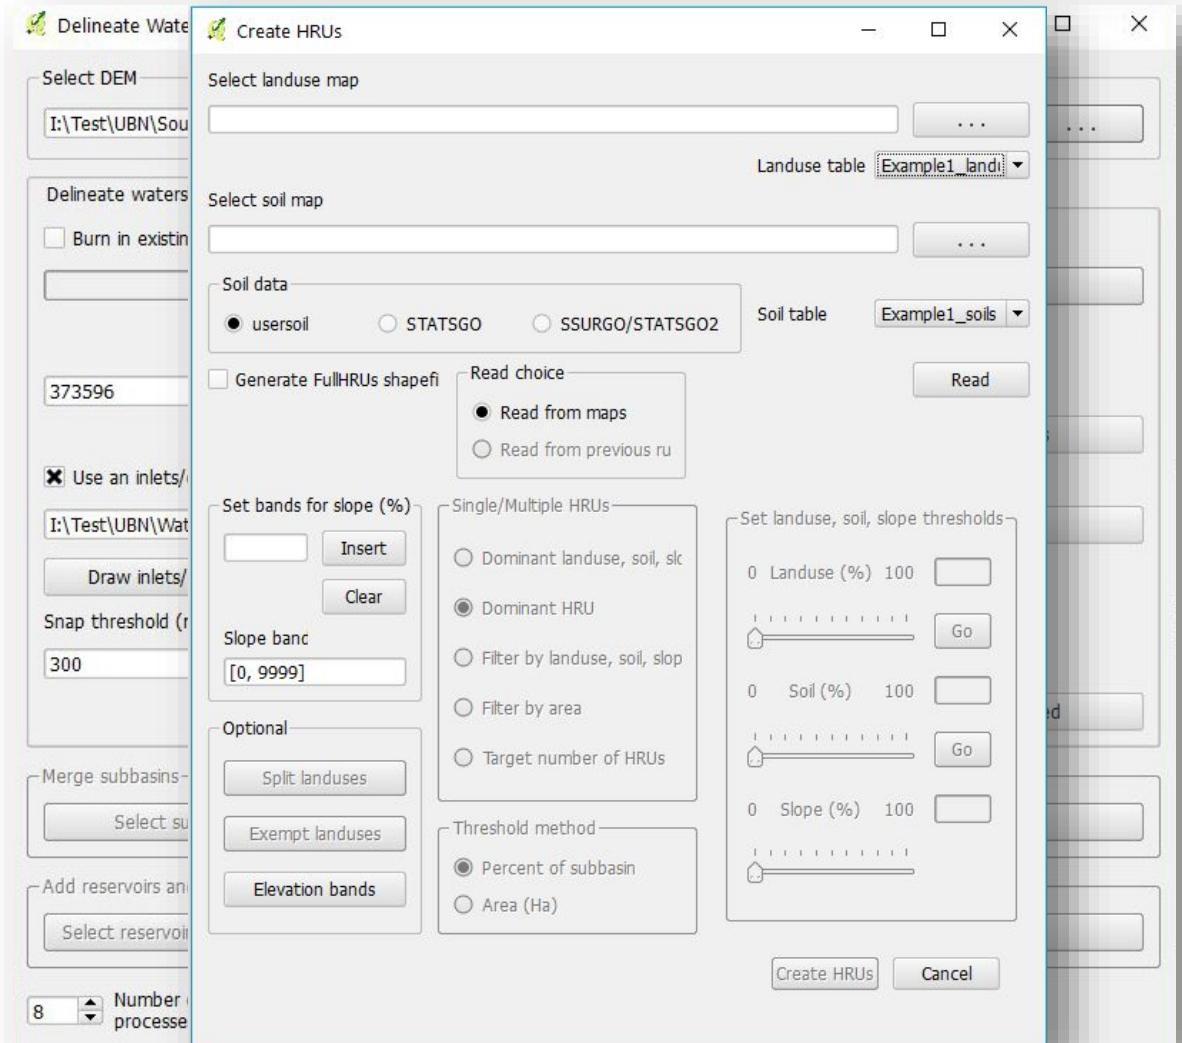 Delineate Wate
Create HRUs
Select DEM
I:\Test\UBN\Sou
Select landuse map
. . .
. . .
Landuse table Example1_land
Delineate waters
Select soil map
Burn in existin
. . .
Soil data
usersoil STATSGO SSURGO/STATSGO2
Soil table Example1_soils
Generate FullHRUs shapefi
Read choice
Read
373596
Read from maps
Read from previous ru
Use an inlets/
I:\Test\UBN\Wat
Draw inlets/
Snap threshold (
300
Set bands for slope (%)
Insert
Clear
Slope band
[0, 9999]
Single/Multiple HRUs
Dominant landuse, soil, slo
Dominant HRU
Filter by landuse, soil, slop
Filter by area
Target number of HRUs
Set landuse, soil, slope thresholds
0 Landuse (%) 100
Go
0 Soil (%) 100
Go
0 Slope (%) 100
ed
Optional
Split landuses
Exempt landuses
Elevation bands
Threshold method
Percent of subbasin
Area (Ha)
Merge subbasins
Select su
Add reservoirs an
Select reservoi
Create HRUs
Cancel
8
Number
processe